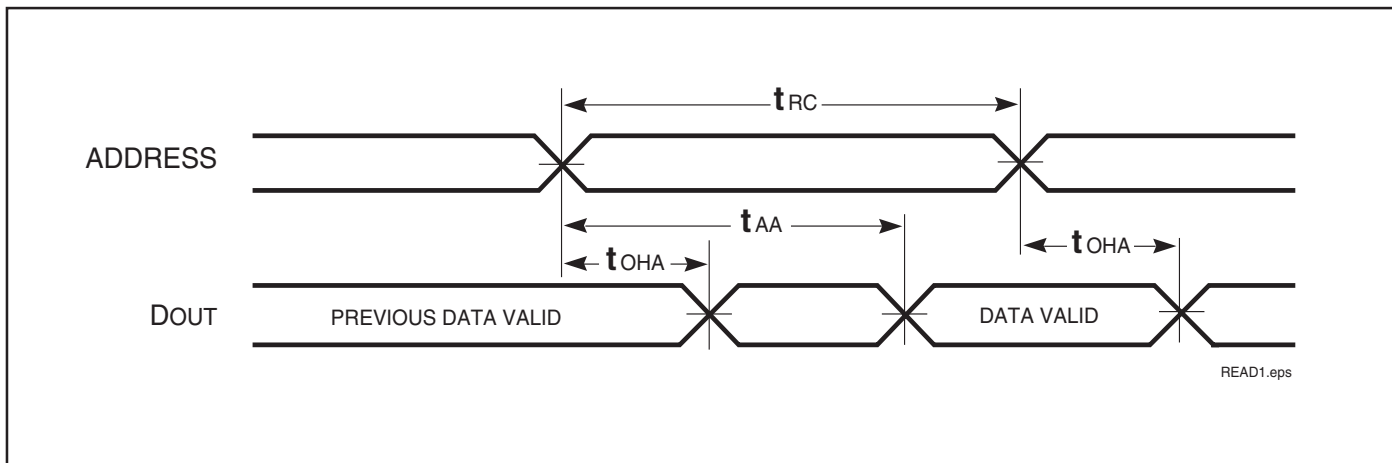 tRC
ADDRESS
tAA
tOHA
tOHA
DOUT
PREVIOUS DATA VALID
DATA VALID
READ1.eps